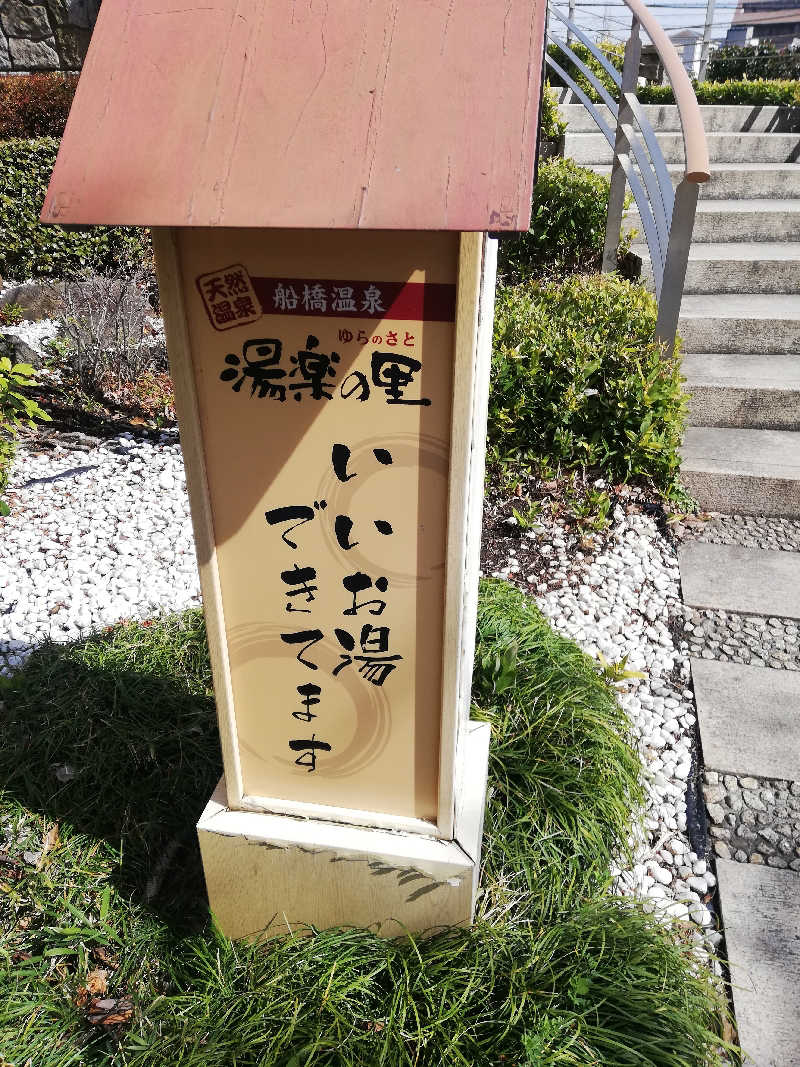 天然
温泉
船橋温泉
ゆらのさと
湯楽の里
いいお湯
できてます